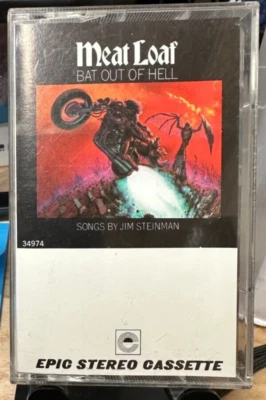 Meat Loaf
BAT OUT OF HELL
SONGS BY JIM STEINMAN
34974
e
EPIC STEREO CASSETTE